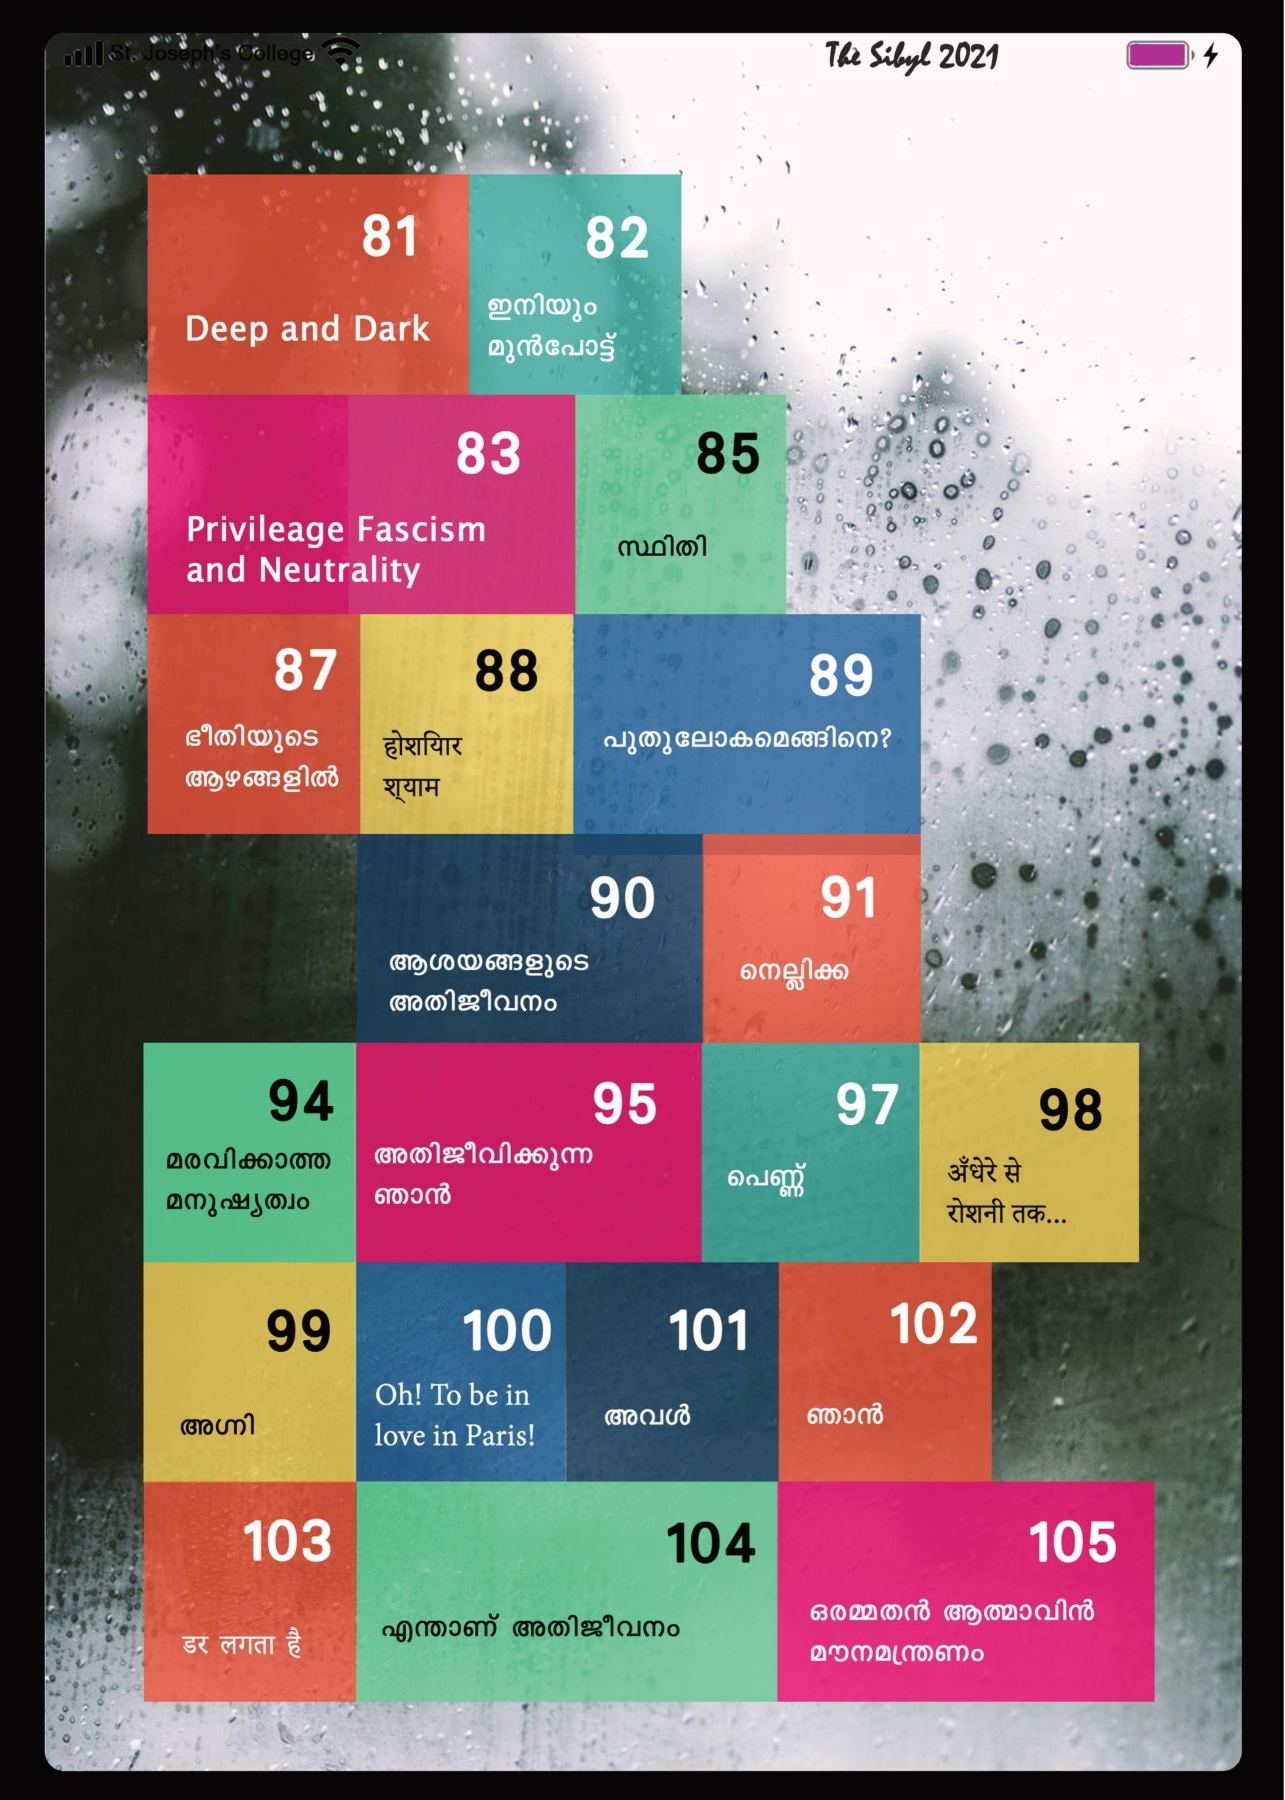 St. Joseph's College
The Sibyl 2021
81
Deep and Dark
82
ഇനിയും
മുൻപോട്ട്
83
Privileage Fascism
and Neutrality
85
സ്ഥിതി
87
ഭീതിയുടെ
ആഴങ്ങളിൽ
88
होशियार
श्याम
89
പുതുലോകമെങ്ങിനെ?
90
ആശയങ്ങളുടെ
അതിജീവനം
91
നെല്ലിക്ക
94
മരവിക്കാത്ത
മനുഷ്യത്വം
95
അതിജീവിക്കുന്ന
ഞാൻ
97
പെണ്ണ്
98
अँधेरे से
रोशनी तक...
99
അഗ്നി
100
Oh! To be in
love in Paris!
101
അവൾ
102
ഞാൻ
103
डर लगता है
104
എന്താണ് അതിജീവനം
105
ഒരമ്മതൻ ആത്മാവിൻ
മൗനമന്ത്രണം